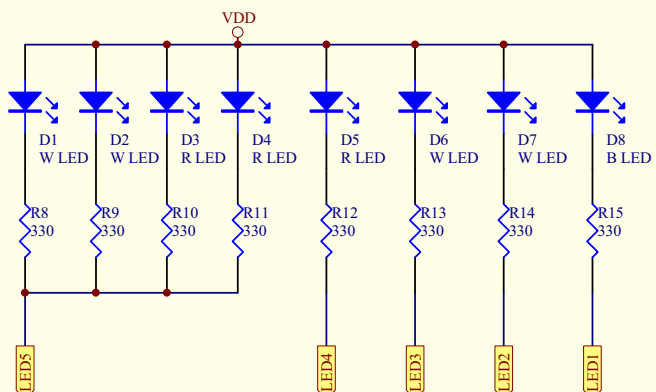 VDD
D1 D2 D3 D4 D5 D6 D7 D8
W LED W LED R LED R LED R LED W LED W LED B LED
R8 R9 R10 R11 R12 R13 R14 R15
330 330 330 330 330 330 330 330
LED5 LED4 LED3 LED2 LED1